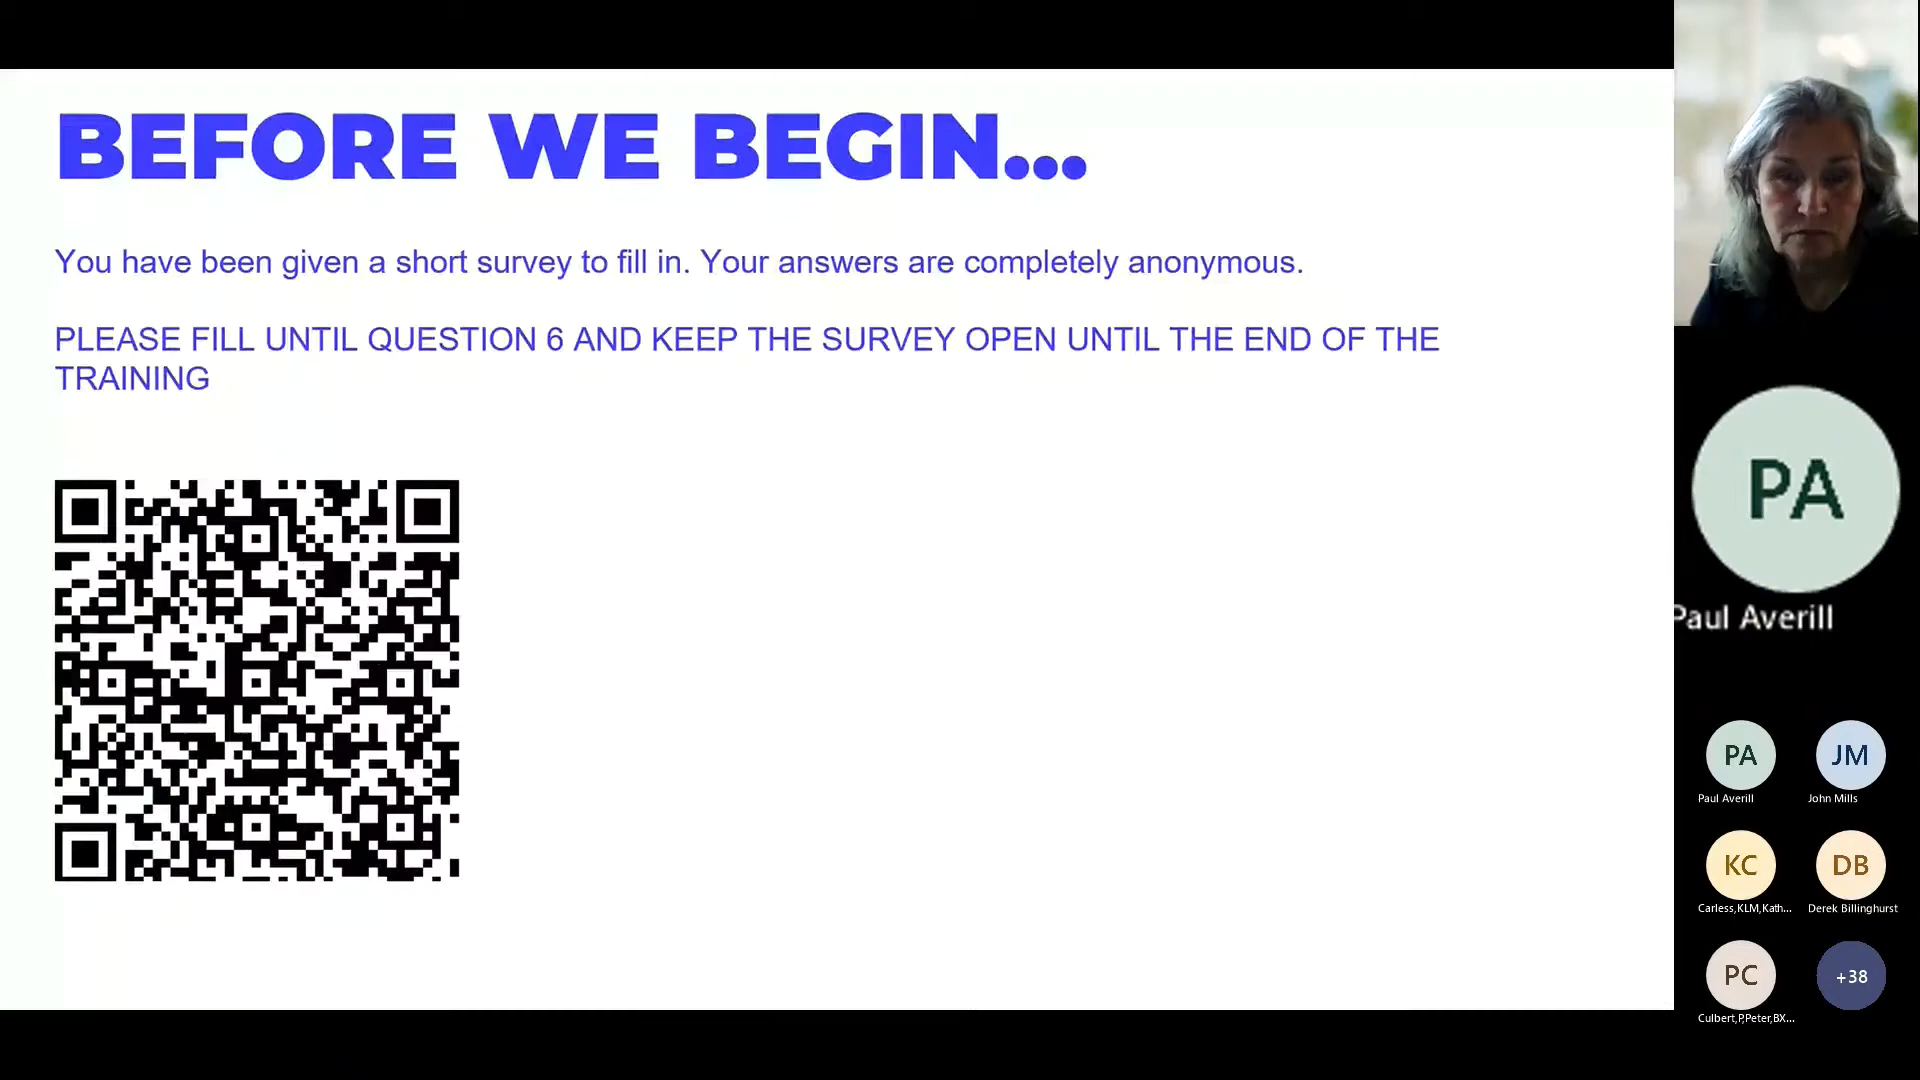 BEFORE WE BEGIN...
You have been given a short survey to fill in. Your answers are completely anonymous.
PLEASE FILL UNTIL QUESTION 6 AND KEEP THE SURVEY OPEN UNTIL THE END OF THE
TRAINING
PA
Paul Averill
PA
JM
Paul Averill
John Mills
KC
DB
Carless,KLM,Kath...
Derek Billinghurst
PC
+38
Culbert,P,Peter,BX...